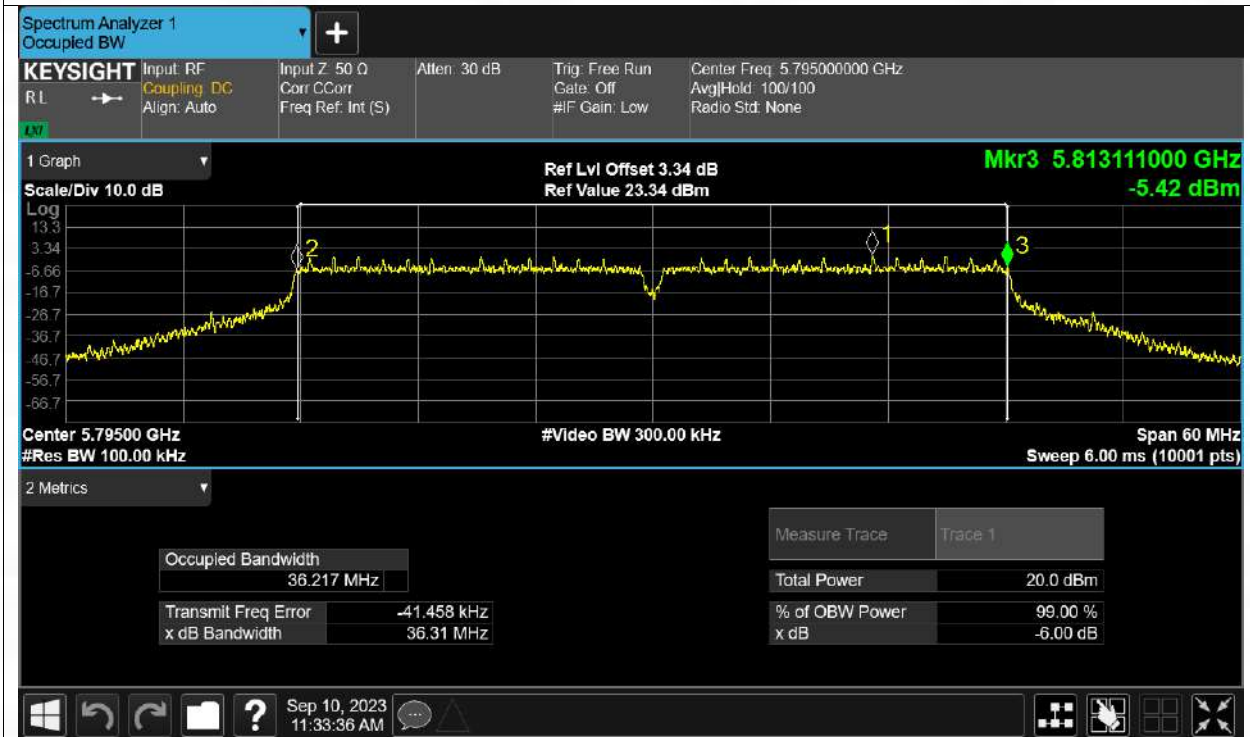 Spectrum Analyzer 1
Occupied BW
+
KEYSIGHT
RL
LXI
Input: RF
Coupling: DC
Align: Auto
Input Z: 50 Ω
Corr CCorr
Freq Ref: Int (S)
Atten: 30 dB
Trig: Free Run
Gate: Off
#IF Gain: Low
Center Freq: 5.795000000 GHz
Avg|Hold: 100/100
Radio Std: None
1 Graph
Scale/Div 10.0 dB
Ref Lvl Offset 3.34 dB
Ref Value 23.34 dBm
Mkr3 5.813111000 GHz
-5.42 dBm
Log
13.3
3.34
-6.66
-16.7
-26.7
-36.7
-46.7
-56.7
-66.7
2
1
3
Center 5.79500 GHz
#Res BW 100.00 kHz
#Video BW 300.00 kHz
Span 60 MHz
Sweep 6.00 ms (10001 pts)
2 Metrics
Occupied Bandwidth
36.217 MHz
Transmit Freq Error -41.458 kHz
x dB Bandwidth 36.31 MHz
Measure Trace Trace 1
Total Power 20.0 dBm
% of OBW Power 99.00 %
x dB -6.00 dB
?
Sep 10, 2023
11:33:36 AM